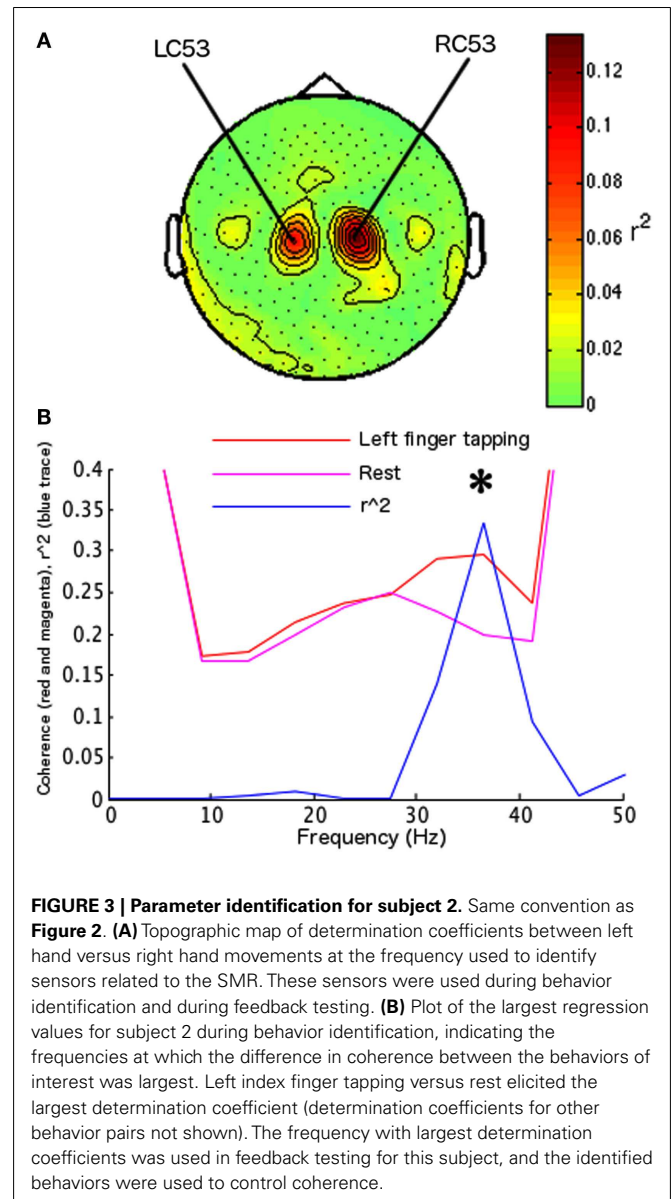 A
LC53
RC53
0.12
0.1
0.08
0.06
r²
0.04
0.02
0
B
Left finger tapping
Rest
r^2
*
Coherence (red and magenta), r^2 (blue trace)
0.4
0.35
0.3
0.25
0.2
0.15
0.1
0.05
0
0 10 20 30 40 50
Frequency (Hz)
FIGURE 3 | Parameter identification for subject 2. Same convention as
Figure 2. (A) Topographic map of determination coefficients between left
hand versus right hand movements at the frequency used to identify
sensors related to the SMR. These sensors were used during behavior
identification and during feedback testing. (B) Plot of the largest regression
values for subject 2 during behavior identification, indicating the
frequencies at which the difference in coherence between the behaviors of
interest was largest. Left index finger tapping versus rest elicited the
largest determination coefficient (determination coefficients for other
behavior pairs not shown). The frequency with largest determination
coefficients was used in feedback testing for this subject, and the identified
behaviors were used to control coherence.